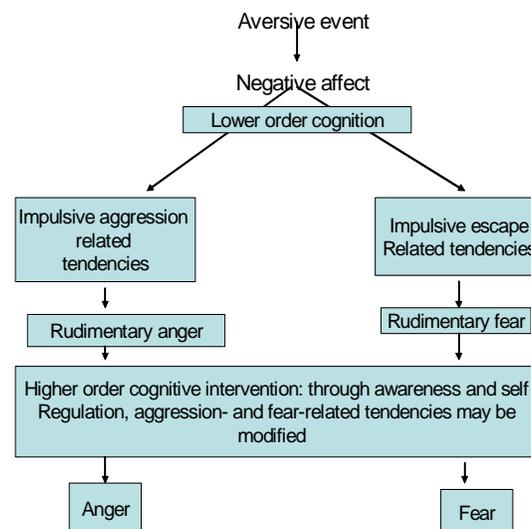 Aversive event
Negative affect
Lower order cognition
Impulsive aggression
related
tendencies
Impulsive escape
Related tendencies
Rudimentary anger
Rudimentary fear
Higher order cognitive intervention: through awareness and self
Regulation, aggression- and fear-related tendencies may be
modified
Anger
Fear